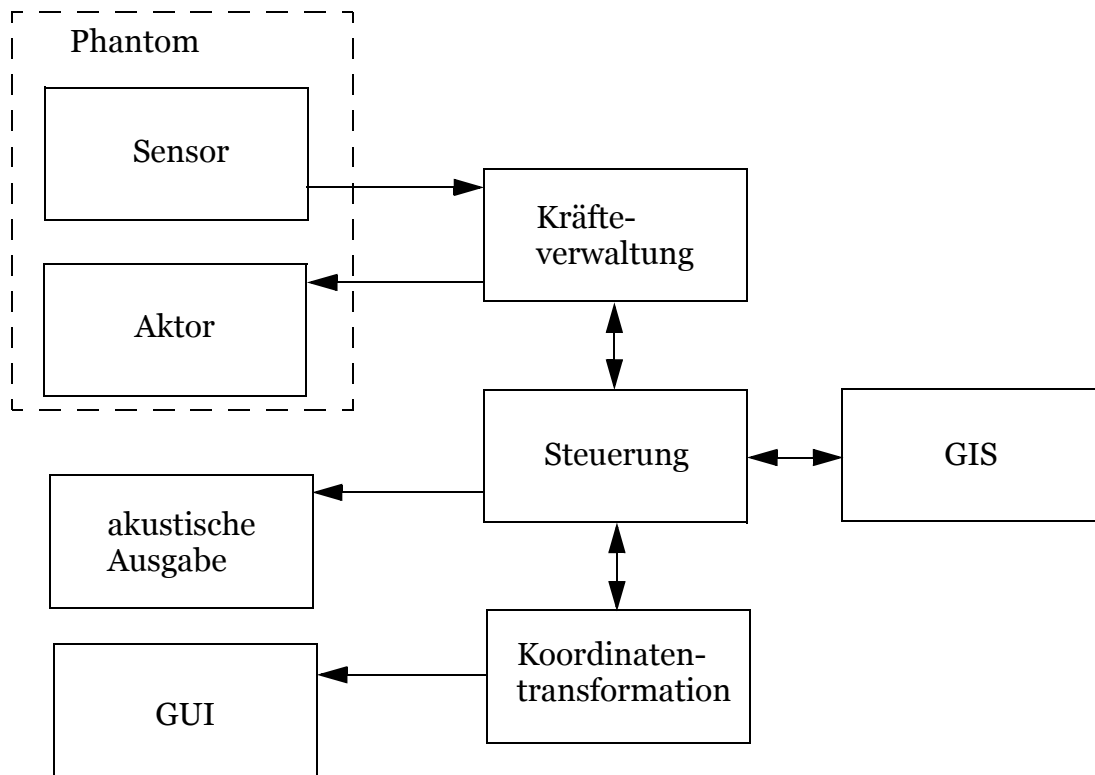 Phantom
Sensor
Kräfte-
verwaltung
Aktor
Steuerung
GIS
akustische
Ausgabe
Koordinaten-
transformation
GUI